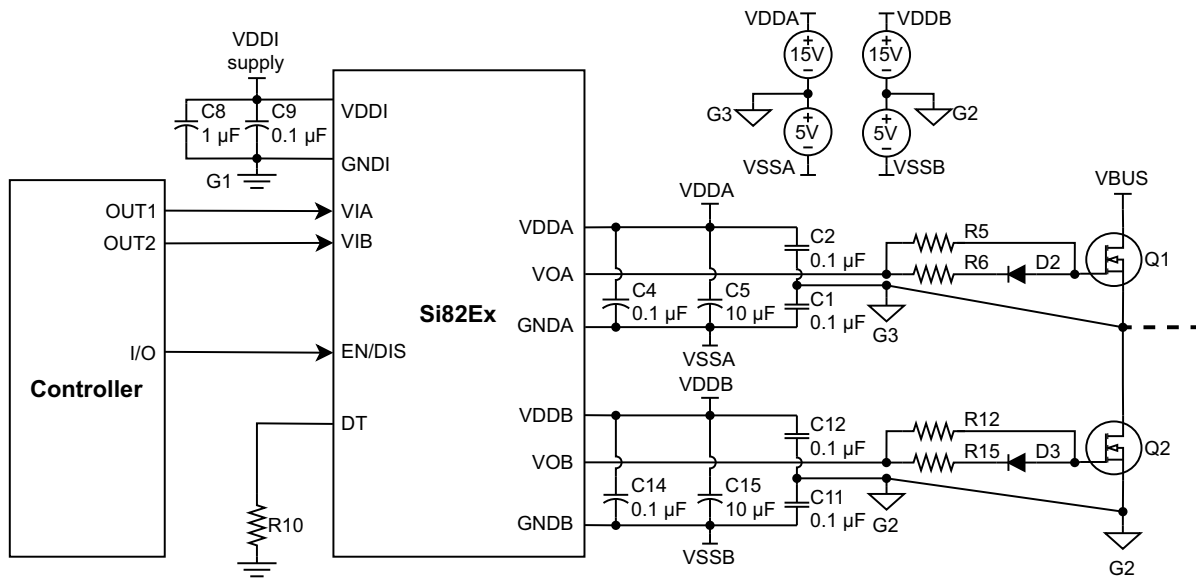 VDDI
supply
C8
1 µF
C9
0.1 µF
G1
VDDI
GNDI
VIA
VIB
EN/DIS
DT
Si82Ex
VDDA
VOA
GNDA
VDDB
VOB
GNDB
Controller
OUT1
OUT2
I/O
R10
VDDA
15V
G3
5V
VSSA
VDDB
15V
G2
5V
VSSB
VDDA
C4
0.1 µF
C5
10 µF
C2
0.1 µF
C1
0.1 µF
VSSA
G3
R5
R6
D2
VBUS
Q1
VDDB
C14
0.1 µF
C15
10 µF
C12
0.1 µF
C11
0.1 µF
VSSB
G2
R12
R15
D3
Q2
G2